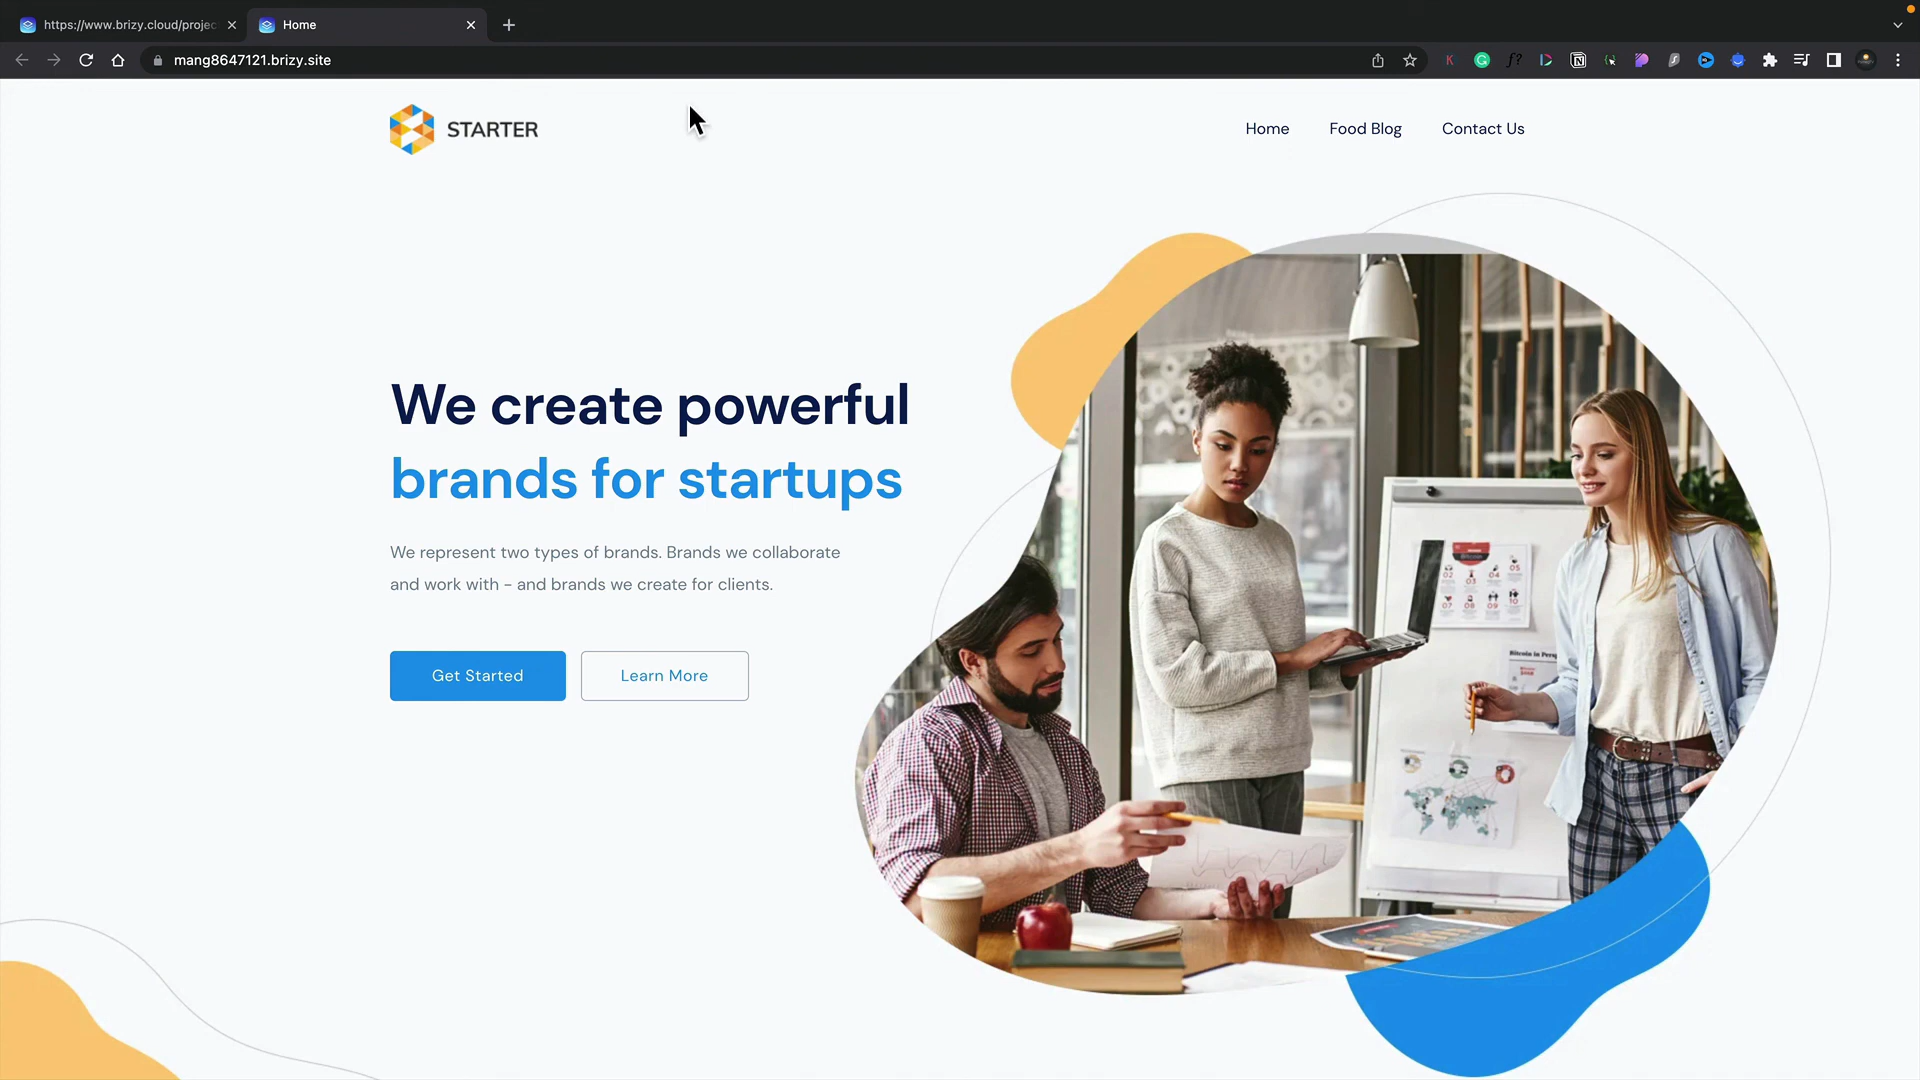 https://www.brizy.cloud/projec
Home
mang8647121.brizy.site
STARTER
Home
Food Blog
Contact Us
We create powerful
brands for startups
We represent two types of brands. Brands we collaborate
and work with - and brands we create for clients.
Get Started
Learn More